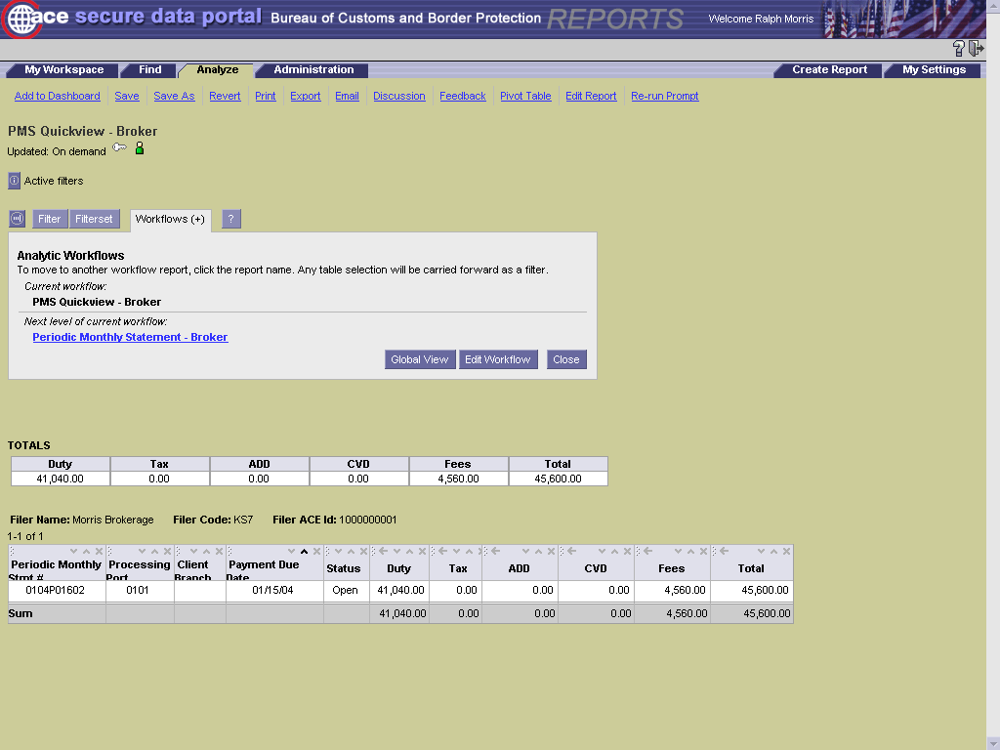 ace secure data portal Bureau of Customs and Border Protection REPORTS Welcome Ralph Morris
?
My Workspace Find Analyze Administration Create Report My Settings
Add to Dashboard Save Save As Revert Print Export Email Discussion Feedback Pivot Table Edit Report Re-run Prompt
PMS Quickview - Broker
Updated: On demand
Active filters
Filter Filterset Workflows (+) ?
Analytic Workflows
To move to another workflow report, click the report name. Any table selection will be carried forward as a filter.
Current workflow:
PMS Quickview - Broker
Next level of current workflow:
Periodic Monthly Statement - Broker
Global View Edit Workflow Close
TOTALS
Duty Tax ADD CVD Fees Total
41,040.00 0.00 0.00 0.00 4,560.00 45,600.00
Filer Name: Morris Brokerage Filer Code: KS7 Filer ACE Id: 1000000001
1-1 of 1
Periodic Monthly Stmt # Processing Port Client Branch Payment Due Date Status Duty Tax ADD CVD Fees Total
0104P01602 0101 01/15/04 Open 41,040.00 0.00 0.00 0.00 4,560.00 45,600.00
Sum 41,040.00 0.00 0.00 0.00 4,560.00 45,600.00